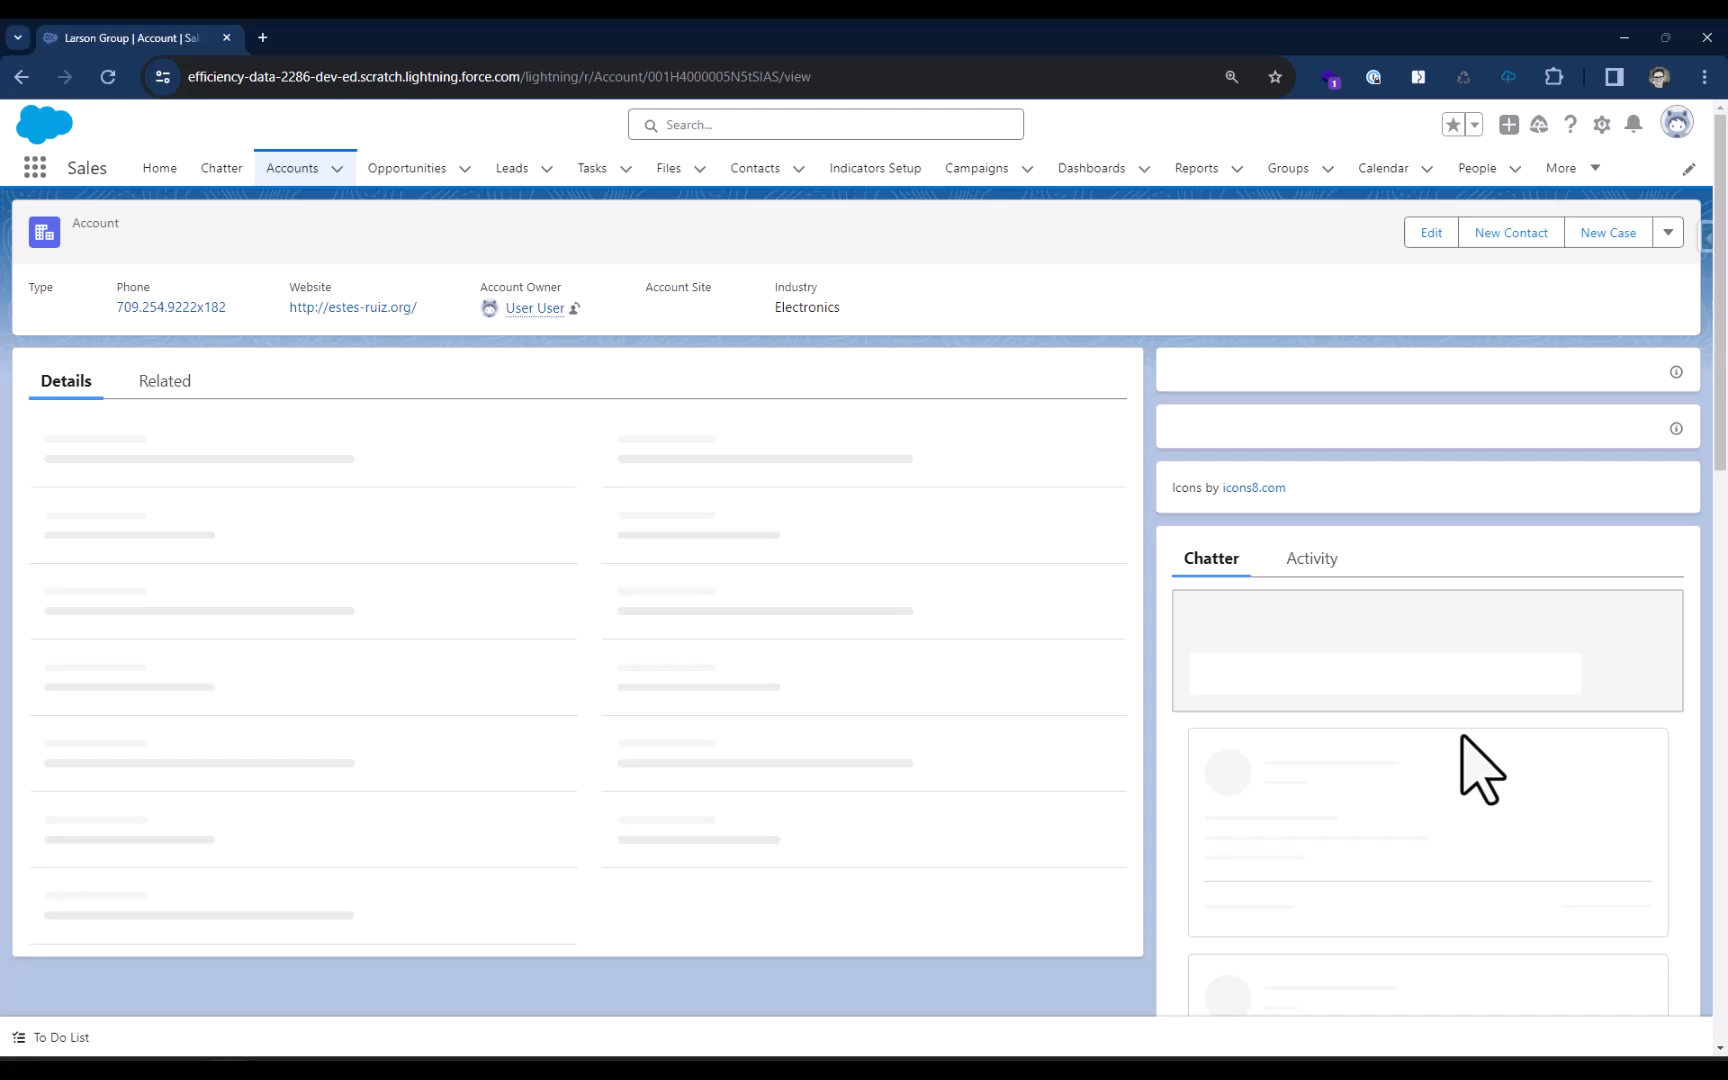 Larson Group | Account | Sal
efficiency-data-2286-dev-ed.scratch.lightning.force.com/lightning/r/Account/001H4000005N5tSIAS/view
1
Search...
Sales
Home
Chatter
Accounts
Opportunities
Leads
Tasks
Files
Contacts
Indicators Setup
Campaigns
Dashboards
Reports
Groups
Calendar
People
More
Account
Edit
New Contact
New Case
Type
Phone
709.254.9222x182
Website
http://estes-ruiz.org/
Account Owner
User User
Account Site
Industry
Electronics
Details
Related
Icons by icons8.com
Chatter
Activity
To Do List